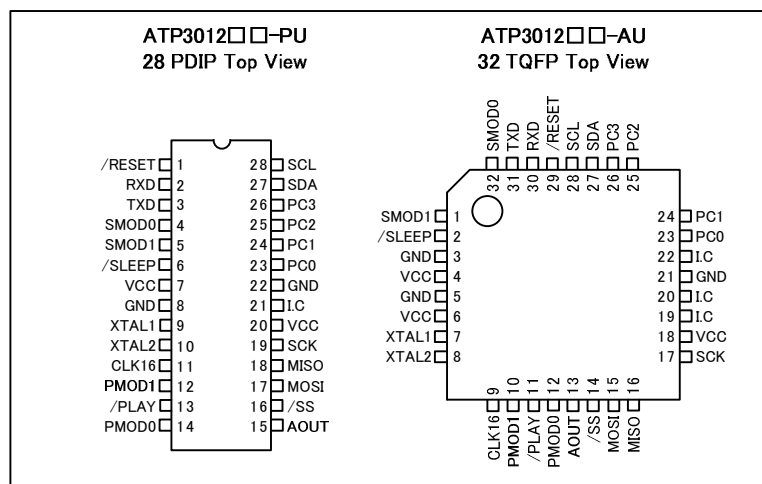 ATP3012□□-PU
28 PDIP Top View
/RESET 1 28 SCL
RXD 2 27 SDA
TXD 3 26 PC3
SMOD0 4 25 PC2
SMOD1 5 24 PC1
/SLEEP 6 23 PC0
VCC 7 22 GND
GND 8 21 I.C
XTAL1 9 20 VCC
XTAL2 10 19 SCK
CLK16 11 18 MISO
PMOD1 12 17 MOSI
/PLAY 13 16 /SS
PMOD0 14 15 AOUT
ATP3012□□-AU
32 TQFP Top View
SMOD0 TXD RXD /RESET SCL SDA PC3 PC2
32 31 30 29 28 27 26 25
SMOD1 1 24 PC1
/SLEEP 2 23 PC0
GND 3 22 I.C
VCC 4 21 GND
GND 5 20 I.C
VCC 6 19 I.C
XTAL1 7 18 VCC
XTAL2 8 17 SCK
9 10 11 12 13 14 15 16
CLK16 PMOD1 /PLAY PMOD0 AOUT /SS MOSI MISO